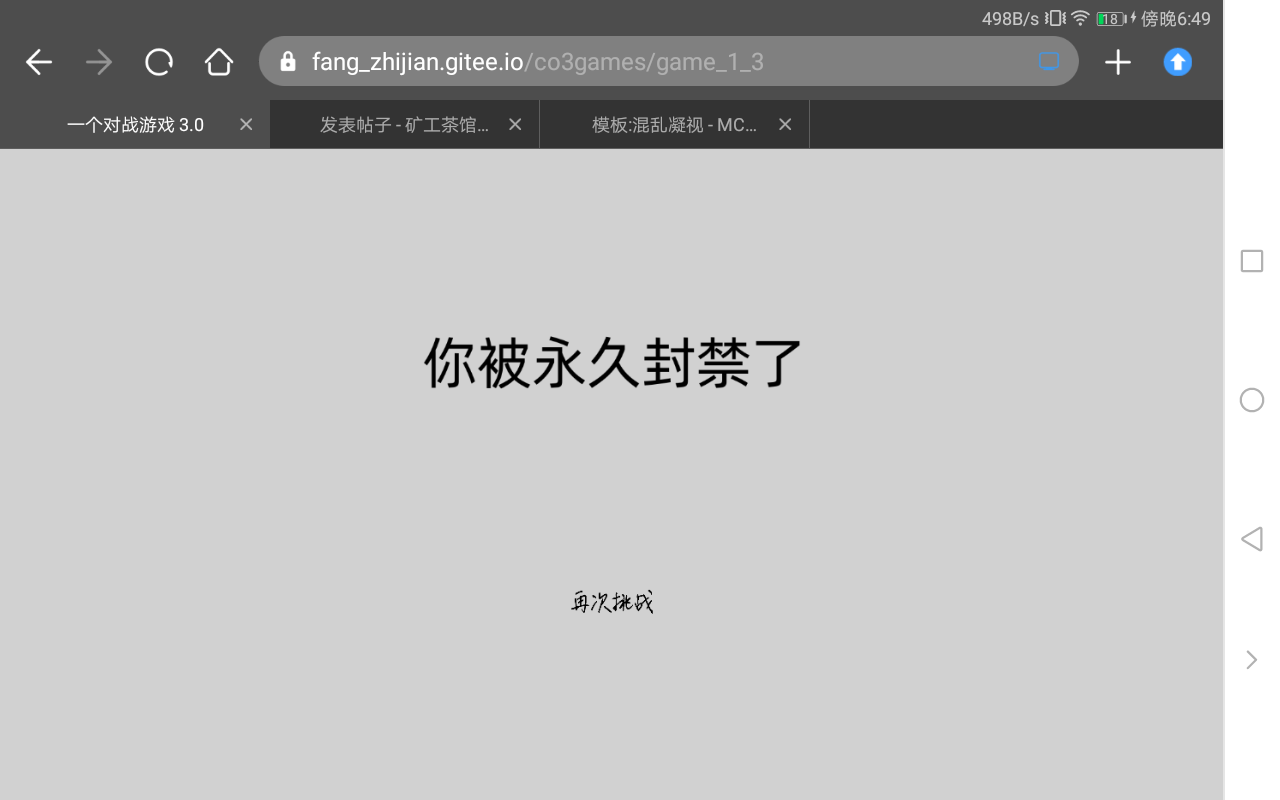 498B/s 18 傍晚6:49
fang_zhijian.gitee.io/co3games/game_1_3
一个对战游戏 3.0
发表帖子 - 矿工茶馆...
模板:混乱凝视 - MC...
你被永久封禁了
再次挑战